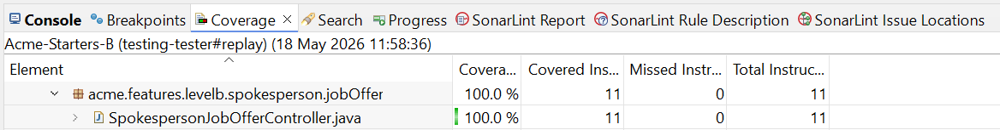 Console Breakpoints Coverage Search Progress SonarLint Report SonarLint Rule Description SonarLint Issue Locations
Acme-Starters-B (testing-tester#replay) (18 May 2026 11:58:36)
Element Covera... Covered Ins... Missed Instr... Total Instruc...
acme.features.levelb.spokesperson.jobOffer 100.0 % 11 0 11
SpokespersonJobOfferController.java 100.0 % 11 0 11